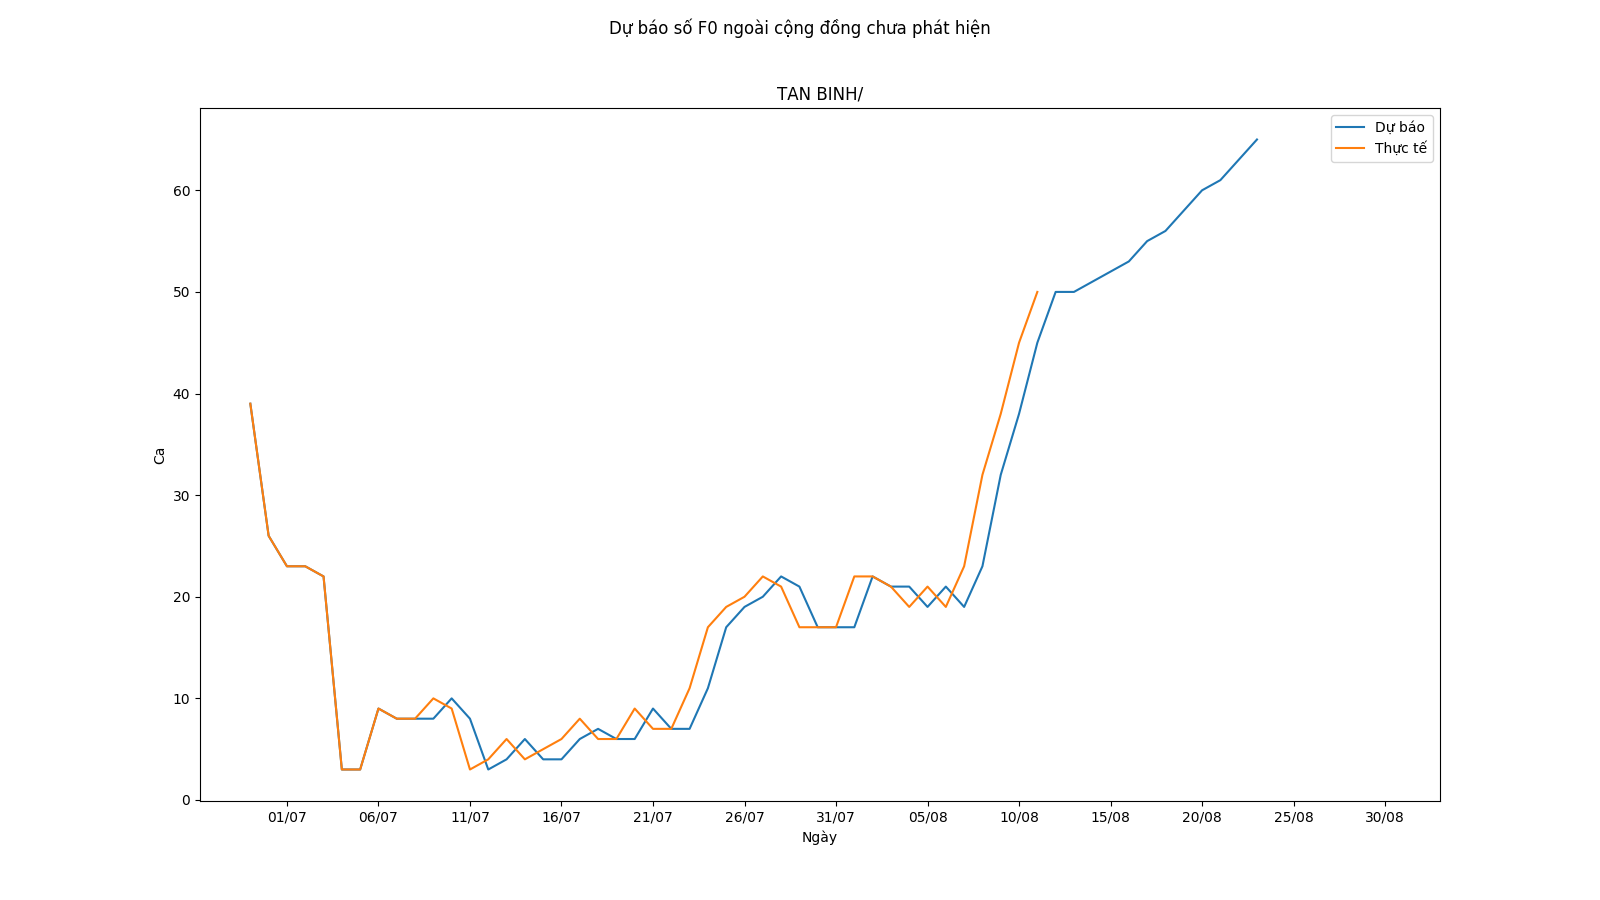 Dự báo số F0 ngoài cộng đồng chưa phát hiện
TAN BINH/
Dự báo
Thực tế
60
50
40
30
20
10
0
Ca
01/07 06/07 11/07 16/07 21/07 26/07 31/07 05/08 10/08 15/08 20/08 25/08 30/08
Ngày